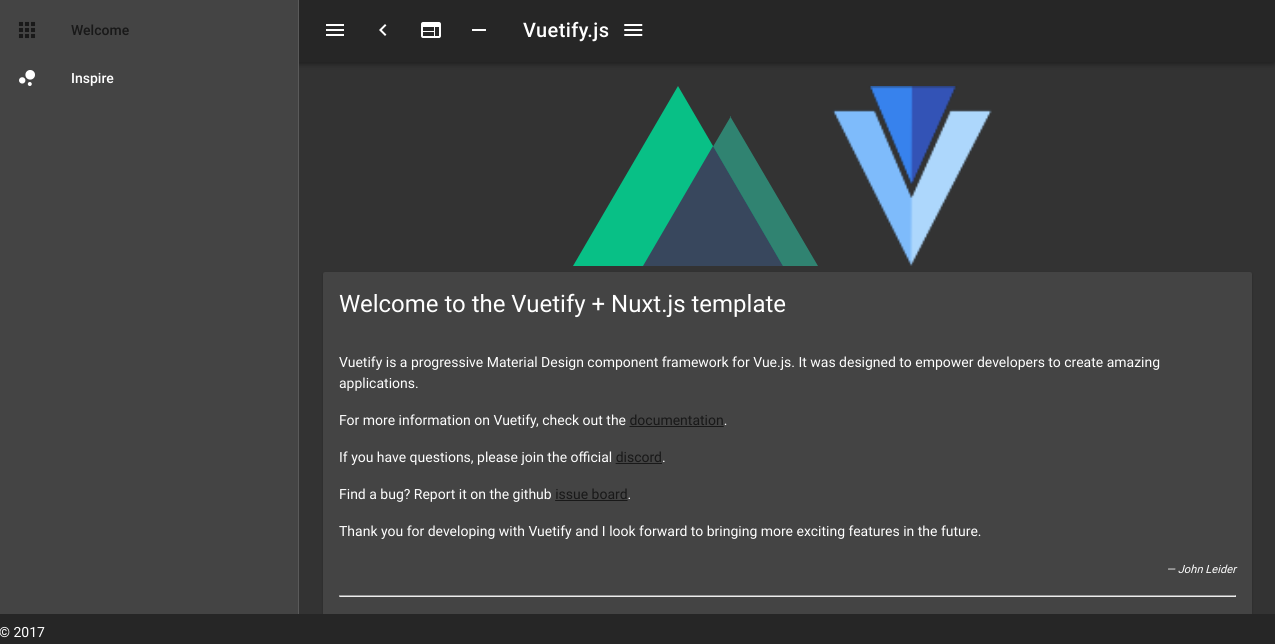 Welcome
Inspire
Vuetify.js
Welcome to the Vuetify + Nuxt.js template
Vuetify is a progressive Material Design component framework for Vue.js. It was designed to empower developers to create amazing
applications.
For more information on Vuetify, check out the documentation.
If you have questions, please join the official discord.
Find a bug? Report it on the github issue board.
Thank you for developing with Vuetify and I look forward to bringing more exciting features in the future.
— John Leider
© 2017